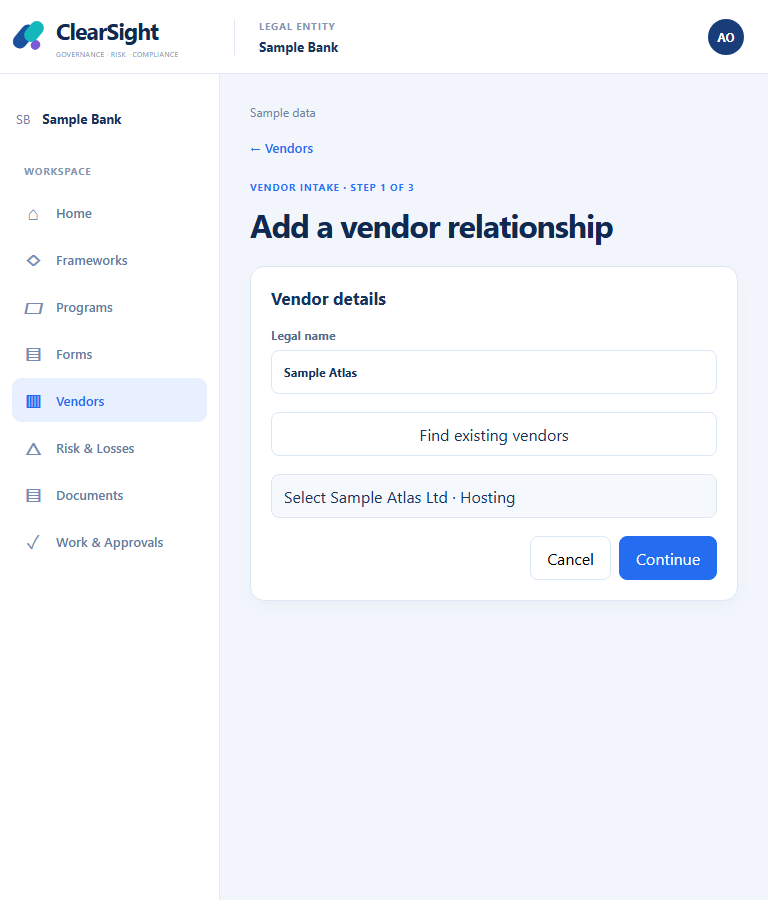 ClearSight
GOVERNANCE · RISK · COMPLIANCE
LEGAL ENTITY
Sample Bank
AO
SB Sample Bank
WORKSPACE
Home
Frameworks
Programs
Forms
Vendors
Risk & Losses
Documents
Work & Approvals
Sample data
← Vendors
VENDOR INTAKE · STEP 1 OF 3
Add a vendor relationship
Vendor details
Legal name
Sample Atlas
Find existing vendors
Select Sample Atlas Ltd · Hosting
Cancel
Continue